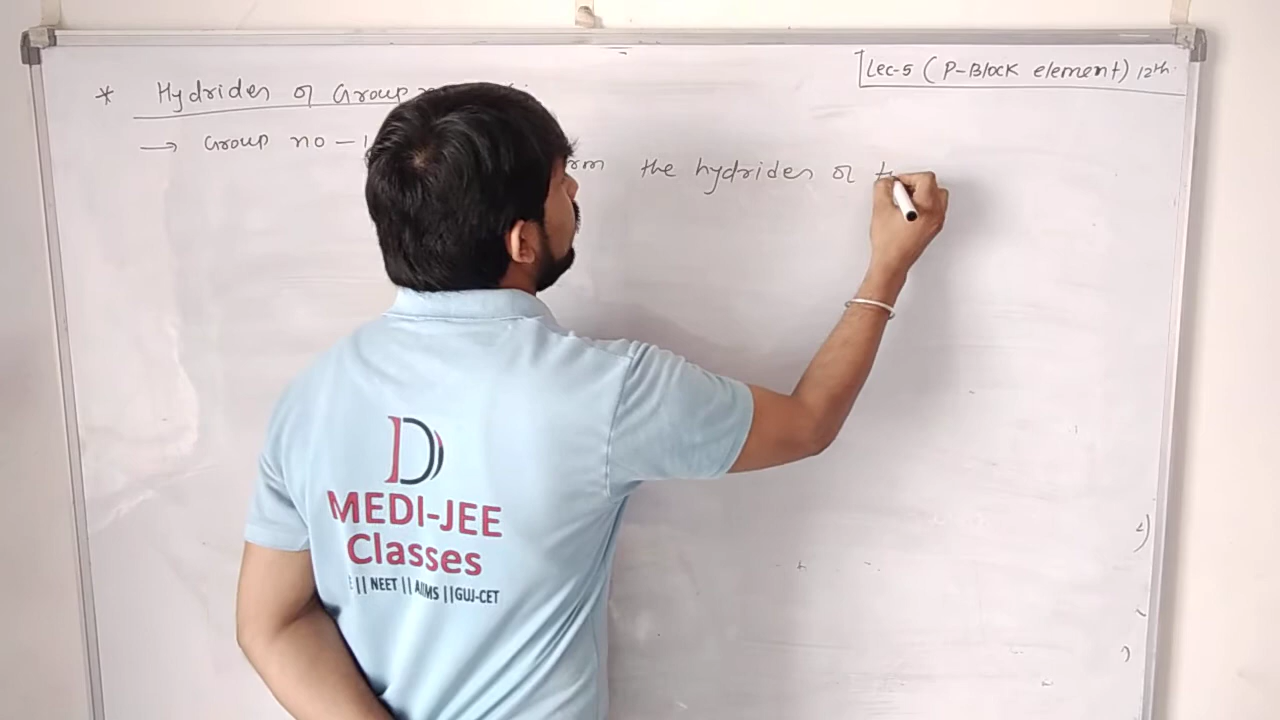 Lec-5 (P-Block element) 12th.
* Hydrides of Group
→ Group no - 1
the hydrides of
D
MEDI-JEE
Classes
|| NEET || AIIMS || GUJ-CET